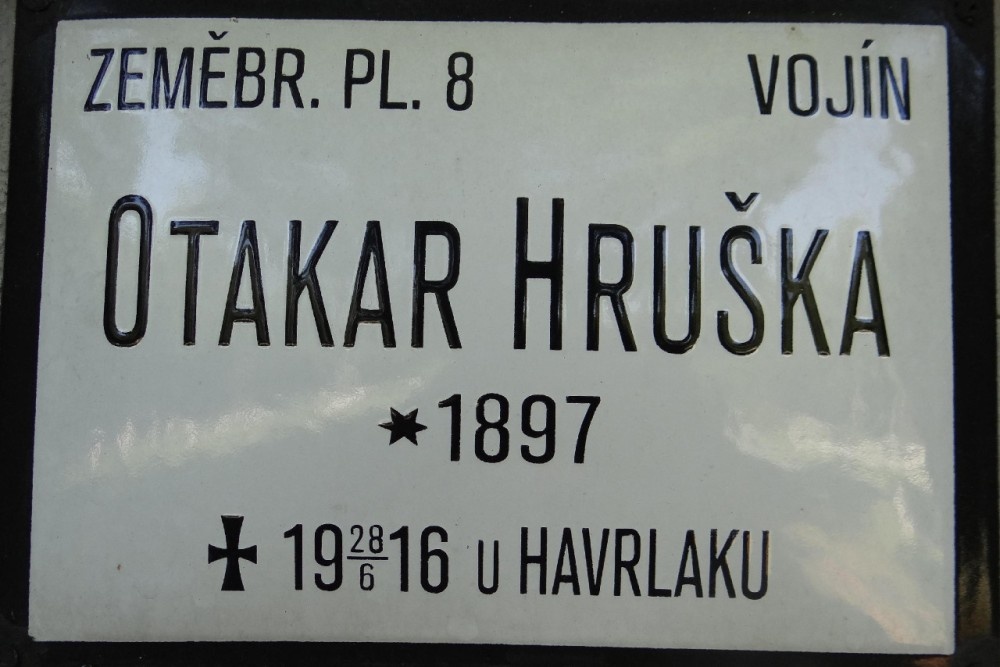 ZEMĚBR. PL. 8 VOJÍN
OTAKAR HRUŠKA
*1897
✠ 19 28/6 16 U HAVRLAKU